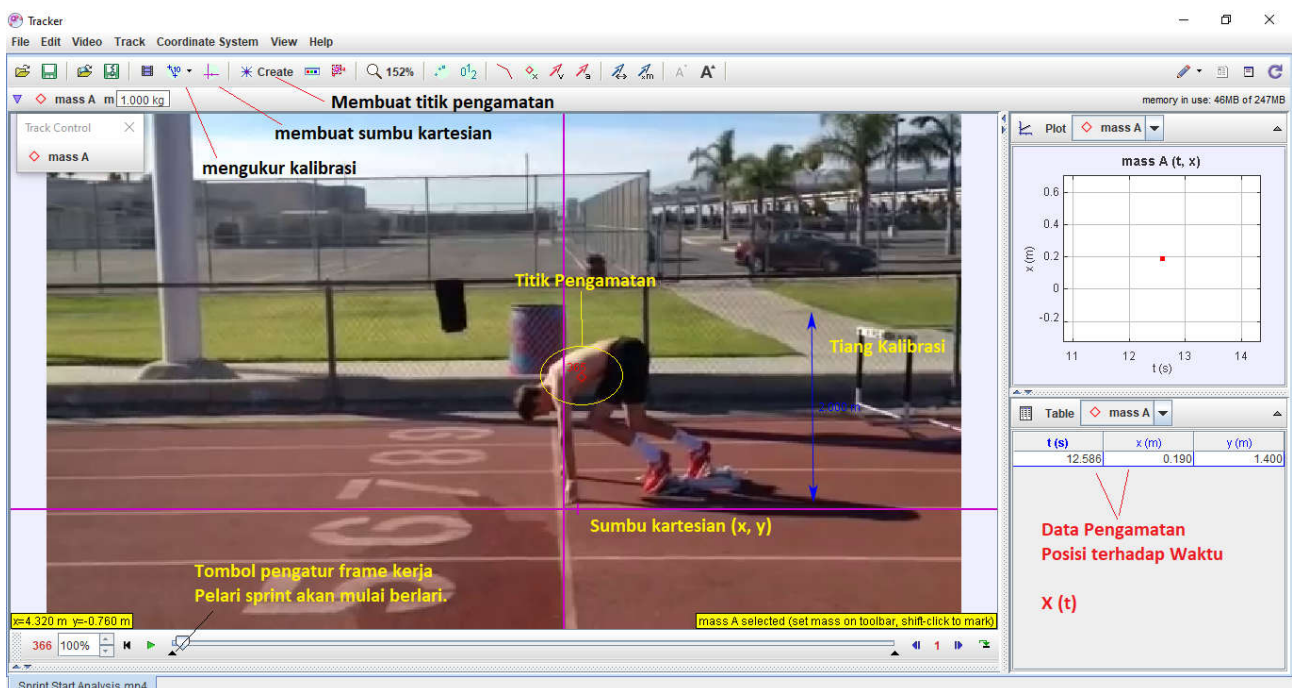 Tracker
File Edit Video Track Coordinate System View Help
Create 152%
mass A m 1.000 kg
memory in use: 46MB of 247MB
Membuat titik pengamatan
membuat sumbu kartesian
mengukur kalibrasi
Track Control
mass A
Titik Pengamatan
Tiang Kalibrasi
Sumbu kartesian (x, y)
Tombol pengatur frame kerja
Pelari sprint akan mulai berlari.
x=4.320 m y=-0.760 m
mass A selected (set mass on toolbar, shift-click to mark)
366 100% 1
Sprint Start Analysis.mp4
Plot mass A
mass A (t, x)
x (m)
0.6
0.4
0.2
0
-0.2
11 12 13 14
t (s)
Table mass A
t (s) x (m) y (m)
12.586 0.190 1.400
Data Pengamatan
Posisi terhadap Waktu
X (t)
9
8
7
6
5